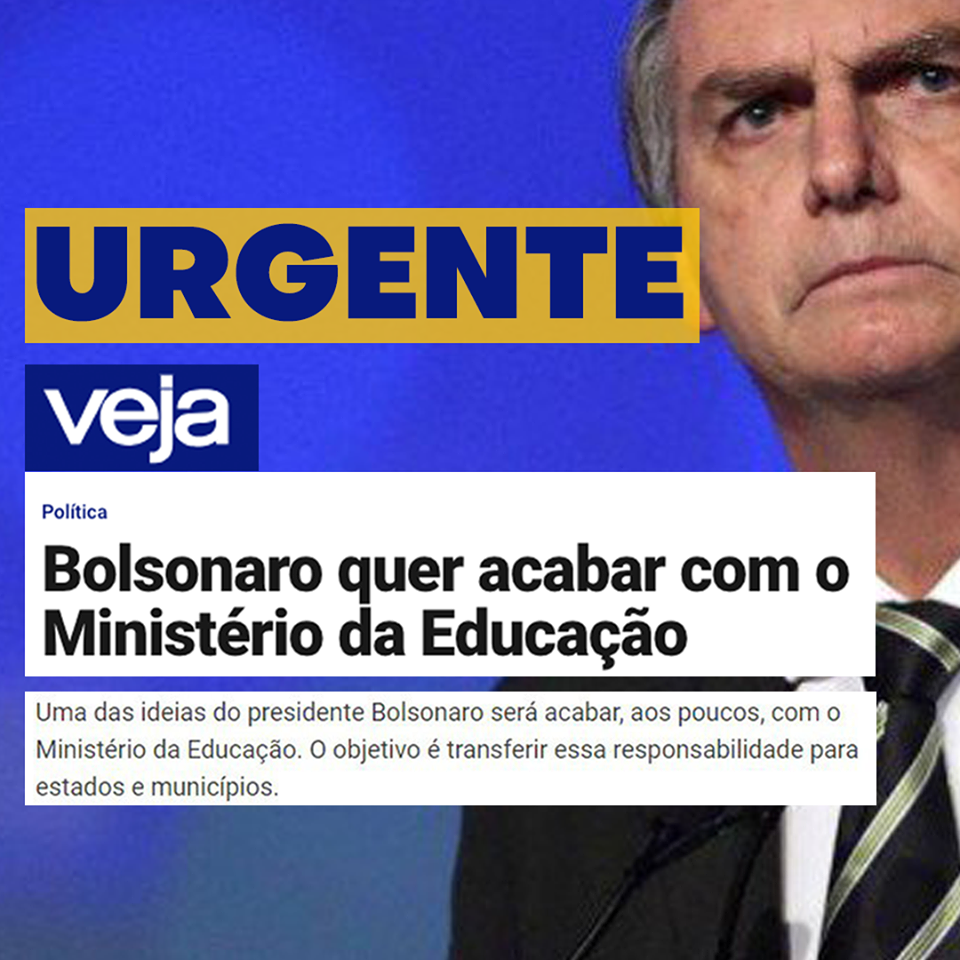 URGENTE
veja
Política
Bolsonaro quer acabar com o
Ministério da Educação
Uma das ideias do presidente Bolsonaro será acabar, aos poucos, com o
Ministério da Educação. O objetivo é transferir essa responsabilidade para
estados e municípios.